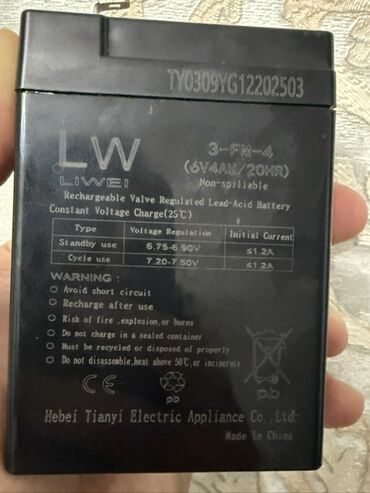 TY0309YG12202503
LW
LIWEI
3-FM-4
(6V4AH/20HR)
Non-spillable
Rechargeable Valve Regulated Lead-Acid Battery
Constant Voltage Charge(25℃)
Type Voltage Regulation Initial Current
Standby use 6.75-6.90V ≤1.2A
Cycle use 7.20-7.50V ≤1.2A
WARNING :
Avoid short circuit
Recharge after use
Risk of fire ,explosion,or burns
Do not charge in a sealed container
Must be recycled or disposed properly
Do not disassemble,heat above 50℃, or incinerate
CE
pb
pb
Hebei Tianyi Electric Appliance Co.,Ltd.
Made In China